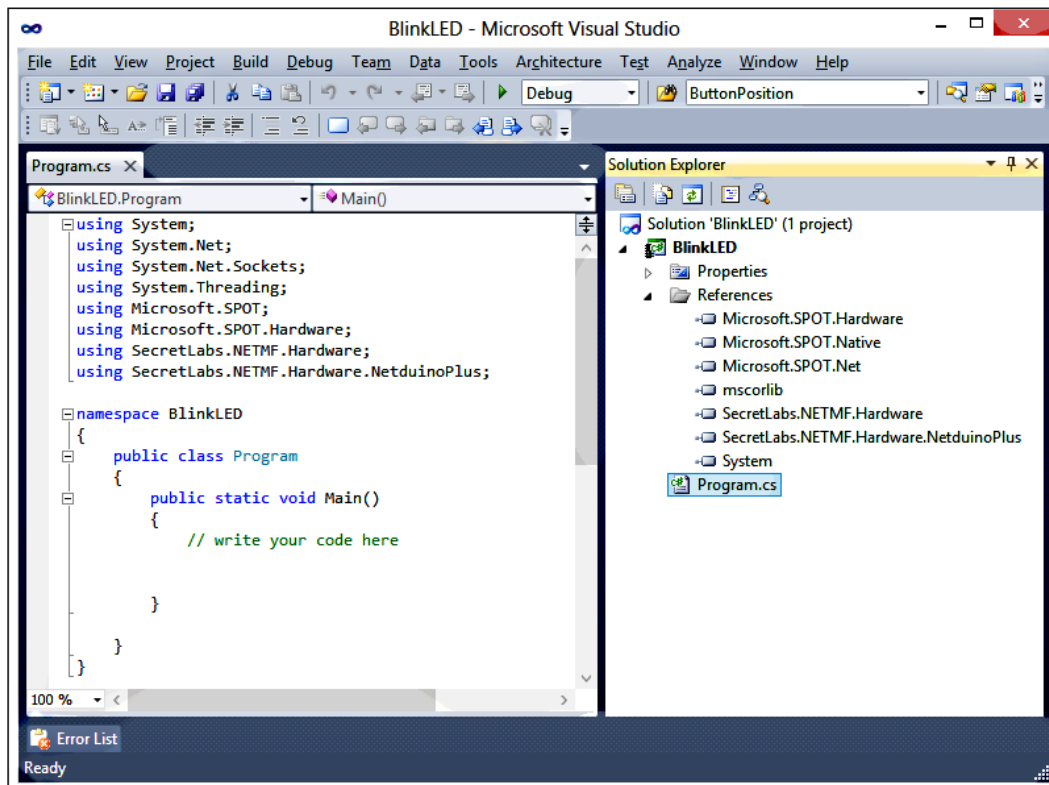 BlinkLED - Microsoft Visual Studio
File Edit View Project Build Debug Team Data Tools Architecture Test Analyze Window Help
Debug ButtonPosition
Program.cs
BlinkLED.Program Main()
using System;
using System.Net;
using System.Net.Sockets;
using System.Threading;
using Microsoft.SPOT;
using Microsoft.SPOT.Hardware;
using SecretLabs.NETMF.Hardware;
using SecretLabs.NETMF.Hardware.NetduinoPlus;
namespace BlinkLED
{
public class Program
{
public static void Main()
{
// write your code here
}
}
}
100 %
Solution Explorer
Solution 'BlinkLED' (1 project)
BlinkLED
Properties
References
Microsoft.SPOT.Hardware
Microsoft.SPOT.Native
Microsoft.SPOT.Net
mscorlib
SecretLabs.NETMF.Hardware
SecretLabs.NETMF.Hardware.NetduinoPlus
System
Program.cs
Error List
Ready